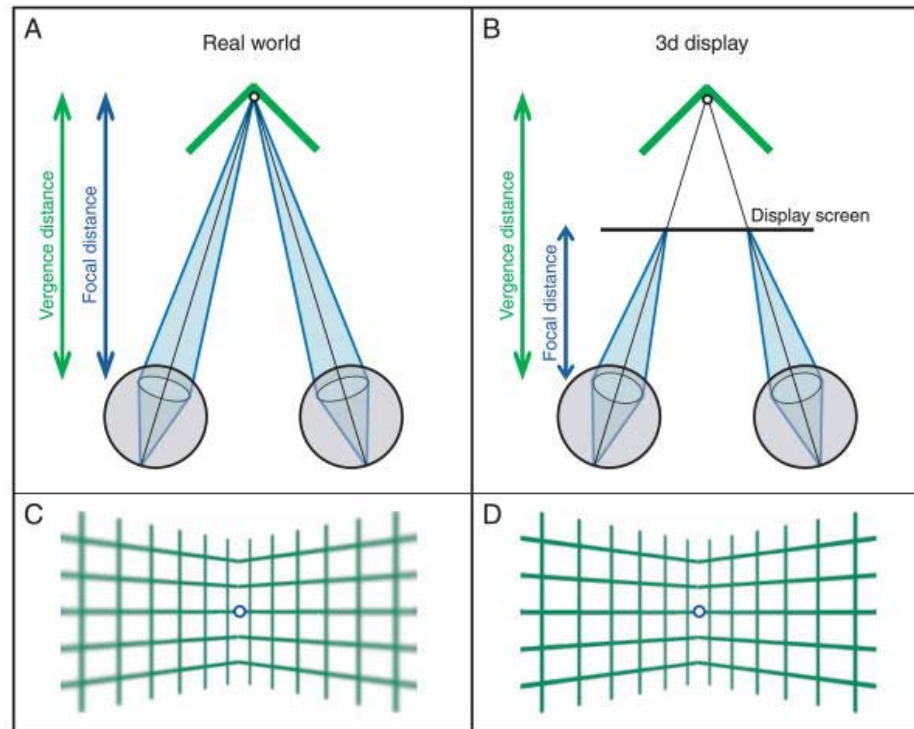 A
Real world
Vergence distance
Focal distance
B
3d display
Display screen
Vergence distance
Focal distance
C
D